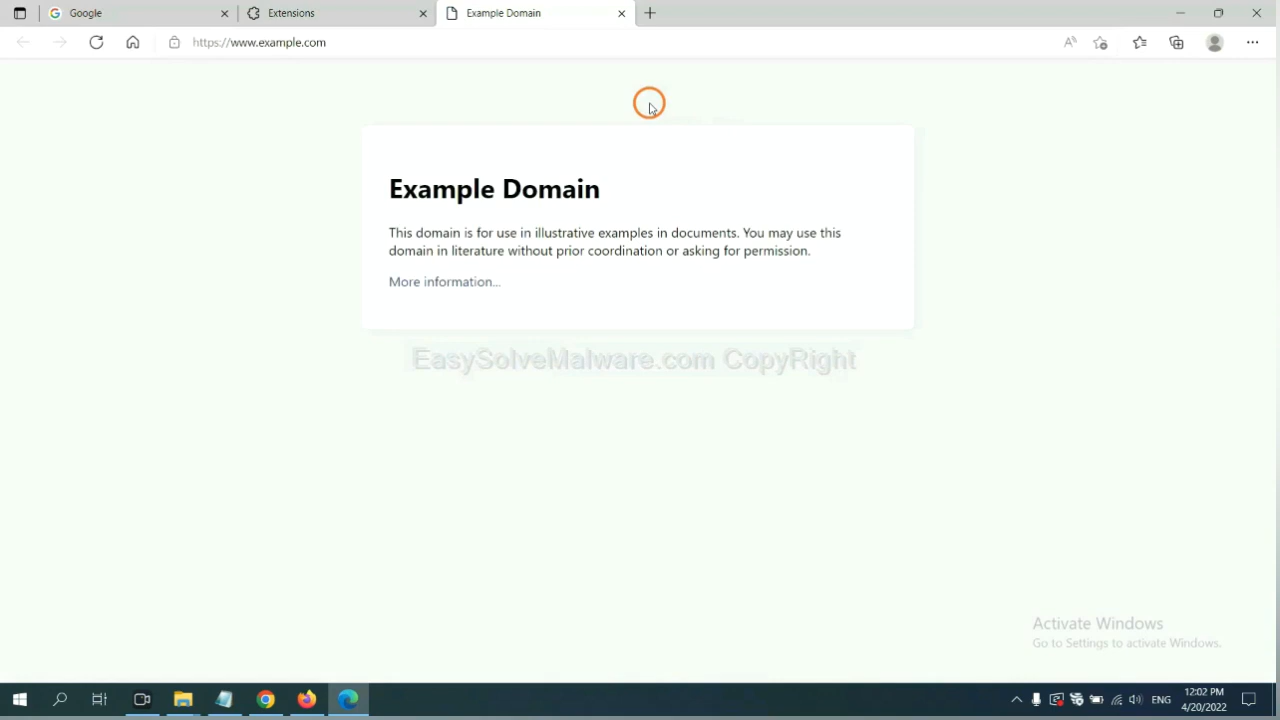 Google
Extensions
Example Domain
https://www.example.com
Example Domain
This domain is for use in illustrative examples in documents. You may use this
domain in literature without prior coordination or asking for permission.
More information...
EasySolveMalware.com CopyRight
Activate Windows
Go to Settings to activate Windows.
ENG
12:02 PM
4/20/2022